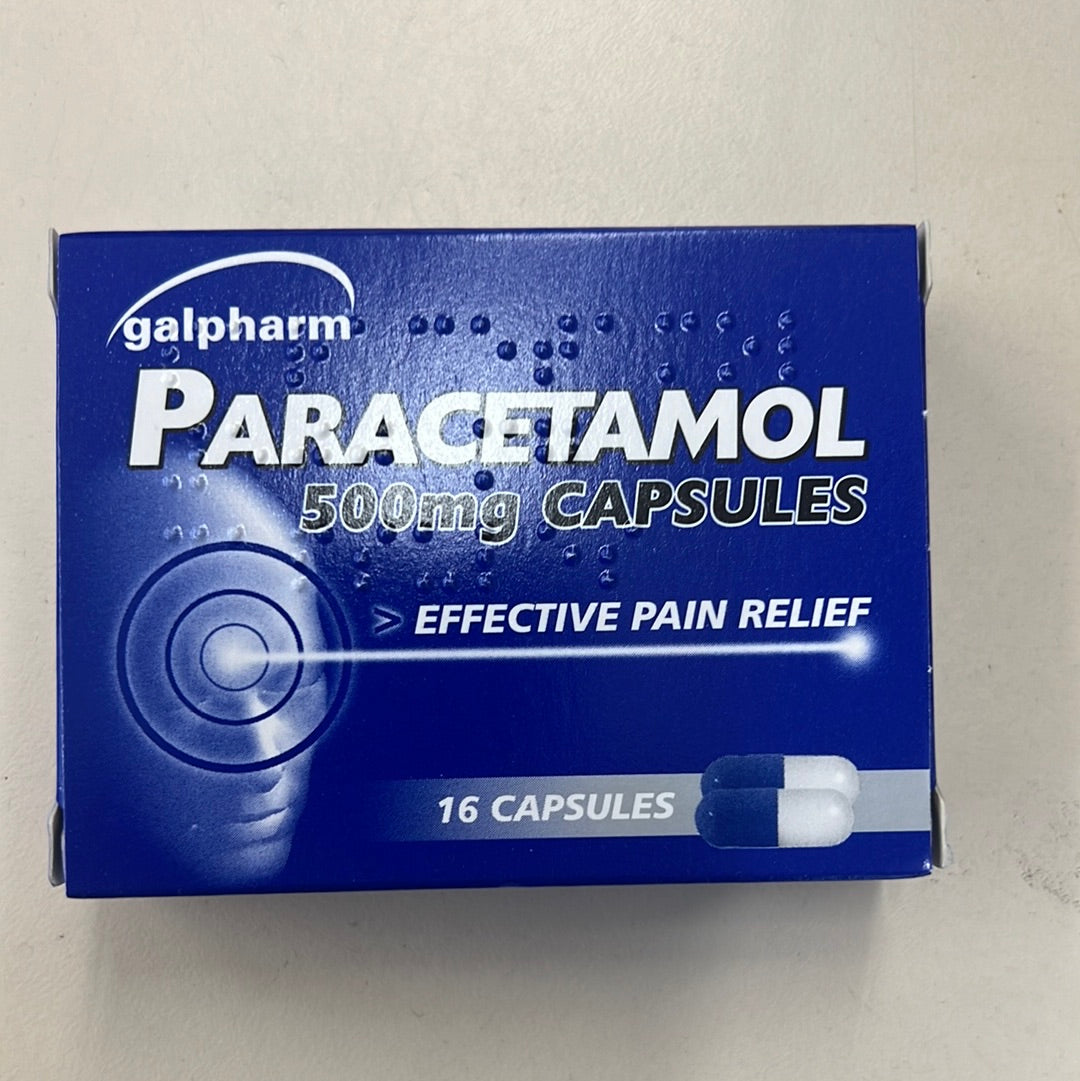 galpharm
PARACETAMOL
500mg CAPSULES
> EFFECTIVE PAIN RELIEF
16 CAPSULES